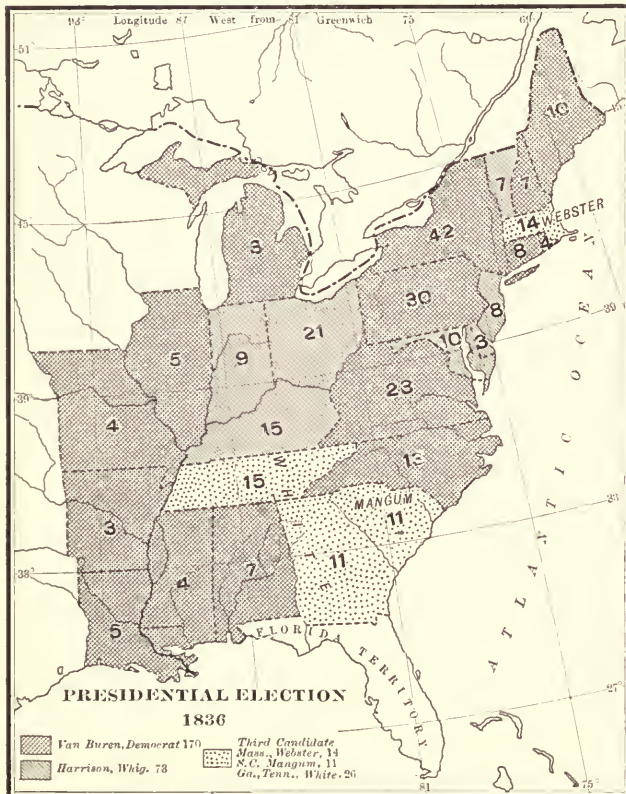 93° Longitude 87 West from 81 Greenwich 75 69
51°
45
10
7
7
14 WEBSTER
8 4
42
3
30
8
39
10 3
21
9
5
23
39
4
15
13
15
WHITE
MANGUM
11
11
33
3
4
7
33°
5
FLORIDA TERRITORY
ATLANTIC OCEAN
27°
81
75°
PRESIDENTIAL ELECTION
1836
Van Buren, Democrat 170
Harrison, Whig. 73
Third Candidate
Mass., Webster, 14
S.C. Mangum, 11
Ga., Tenn., White. 26